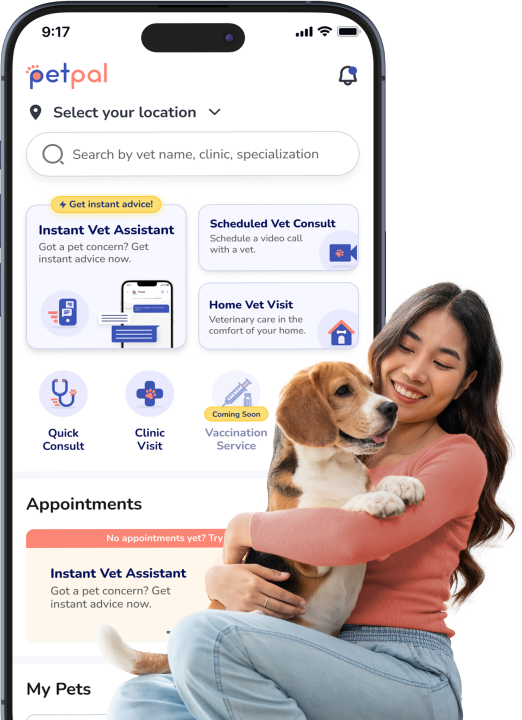 9:17
petpal
Select your location
Search by vet name, clinic, specialization
Get instant advice!
Instant Vet Assistant
Got a pet concern? Get
instant advice now.
Scheduled Vet Consult
Schedule a video call
with a vet.
Home Vet Visit
Veterinary care in the
comfort of your home.
Quick
Consult
Clinic
Visit
Coming Soon
Vaccination
Service
Appointments
No appointments yet? Try
Instant Vet Assistant
Got a pet concern? Get
instant advice now.
My Pets